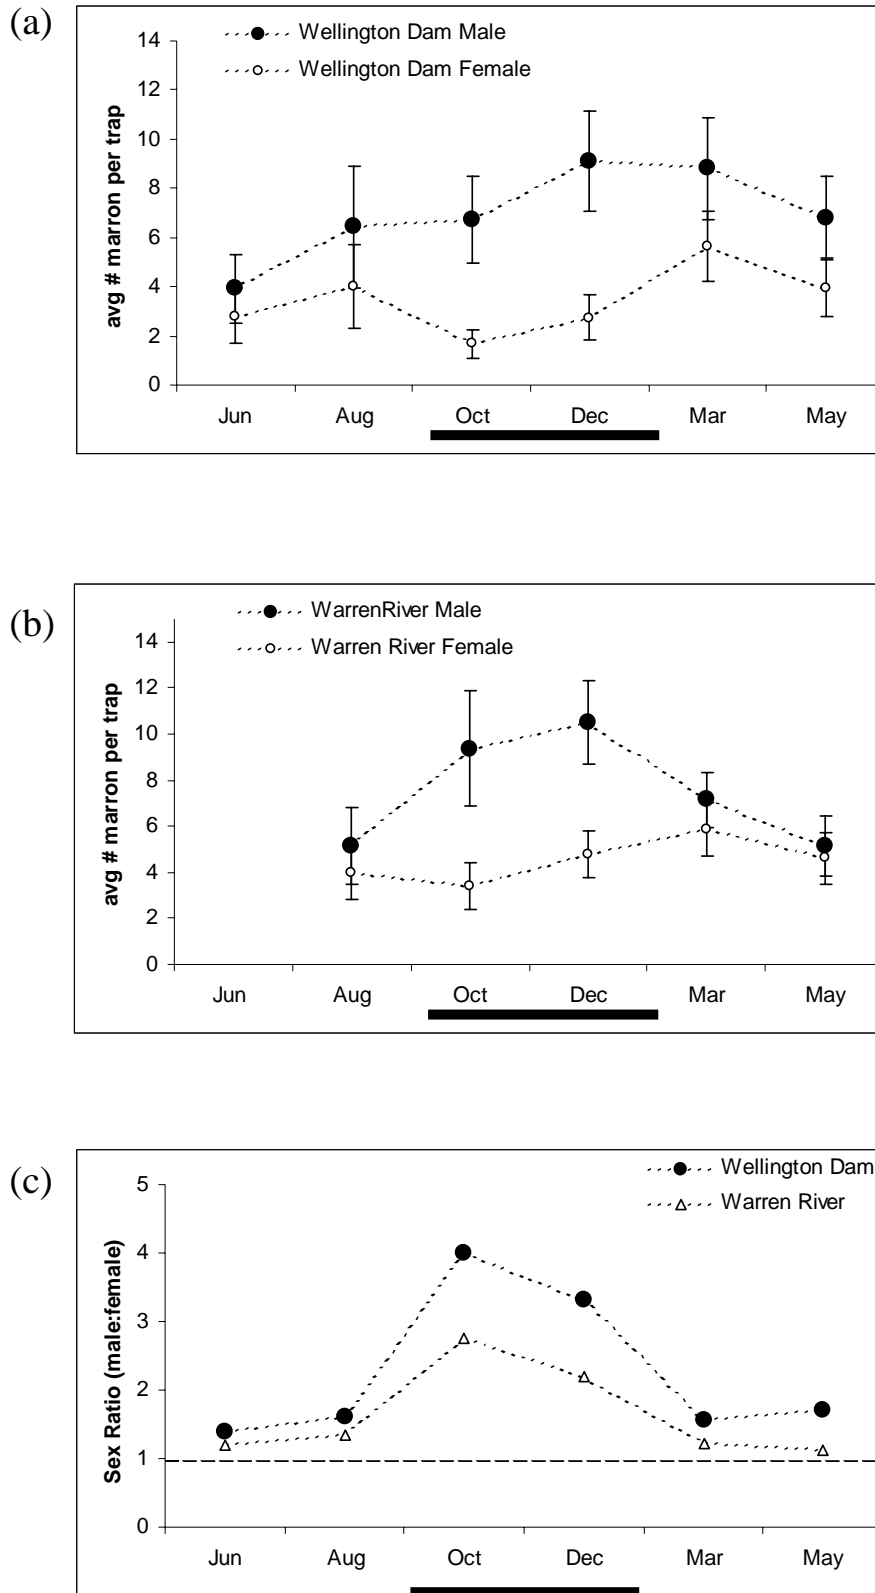 (a)
Wellington Dam Male
Wellington Dam Female
avg # marron per trap
14
12
10
8
6
4
2
0
Jun Aug Oct Dec Mar May
(b)
WarrenRiver Male
Warren River Female
avg # marron per trap
14
12
10
8
6
4
2
0
Jun Aug Oct Dec Mar May
(c)
Wellington Dam
Warren River
Sex Ratio (male:female)
5
4
3
2
1
0
Jun Aug Oct Dec Mar May